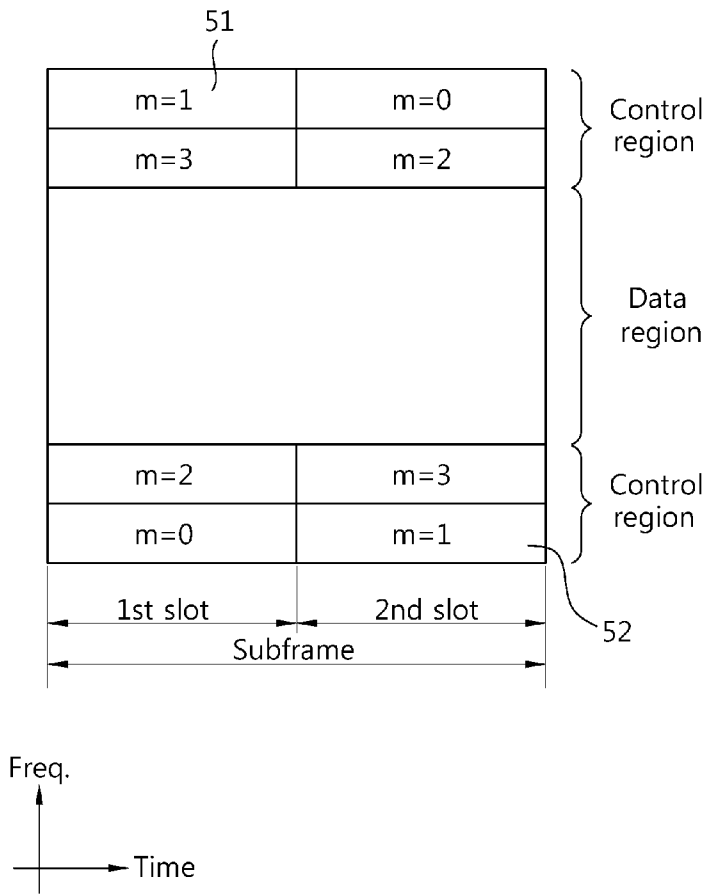 51
m=1
m=0
Control
region
m=3
m=2
Data
region
m=2
m=3
Control
region
m=0
m=1
1st slot
2nd slot
52
Subframe
Freq.
Time